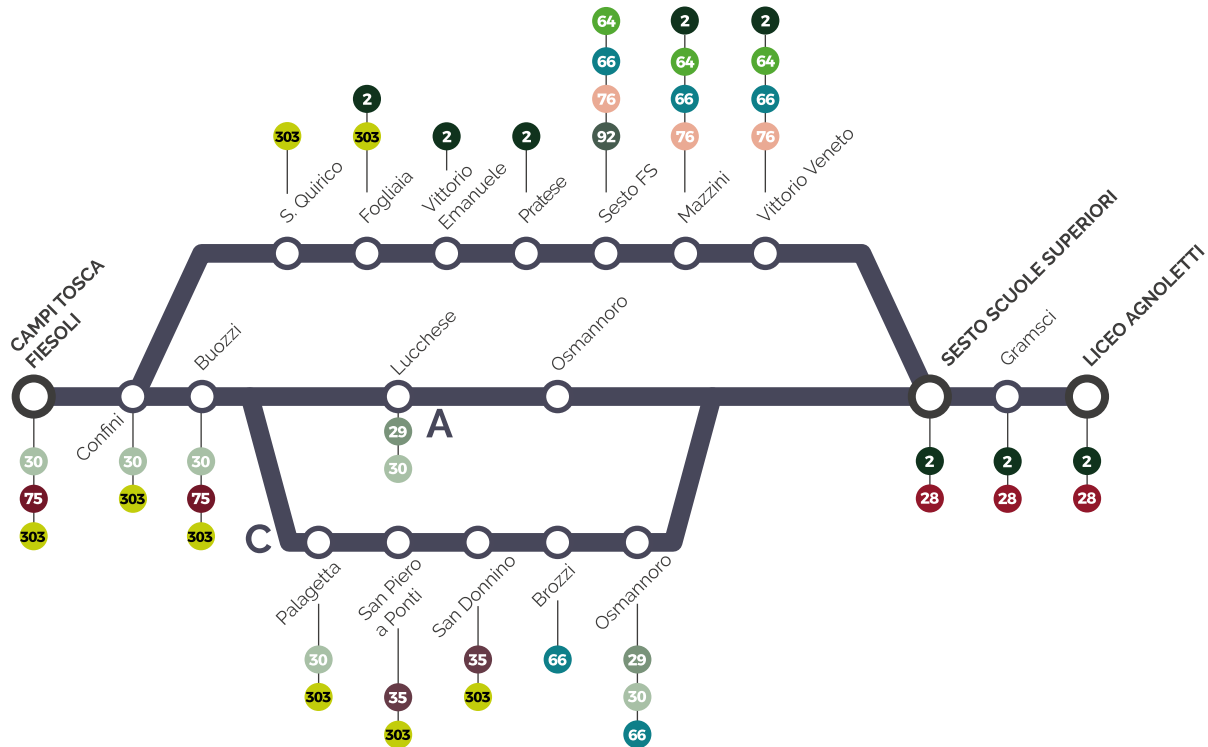 64
66
76
92
2
64
66
76
2
64
66
76
2
303
303
2
2
S. Quirico
Fogliaia
Vittorio
Emanuele
Pratese
Sesto FS
Mazzini
Vittorio Veneto
CAMPI TOSCA
FIESOLI
Confini
Buozzi
Lucchese
Osmannoro
SESTO SCUOLE SUPERIORI
Gramsci
LICEO AGNOLETTI
A
29
30
30
75
303
30
303
30
75
303
2
28
2
28
2
28
C
Palagetta
San Piero
a Ponti
San Donnino
Brozzi
Osmannoro
30
303
35
303
35
303
66
29
30
66